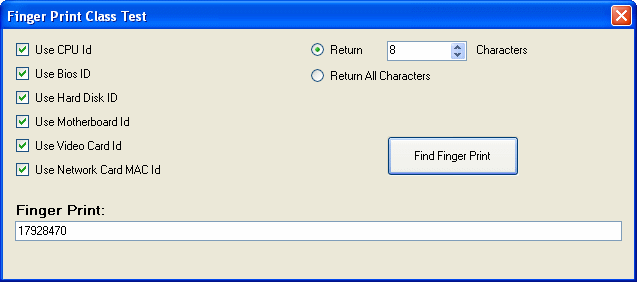 Finger Print Class Test
Use CPU Id
Return 8 Characters
Use Bios ID
Return All Characters
Use Hard Disk ID
Use Motherboard Id
Use Video Card Id
Find Finger Print
Use Network Card MAC Id
Finger Print:
17928470